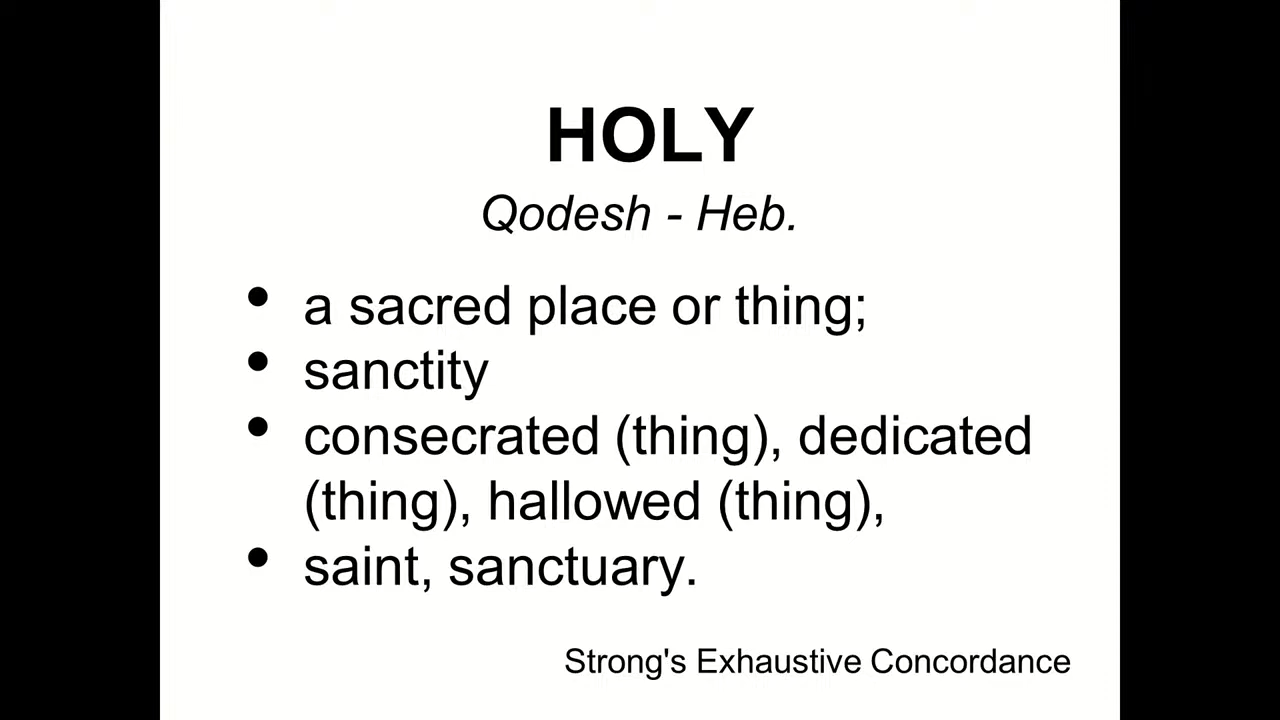 HOLY
Qodesh - Heb.
• a sacred place or thing;
• sanctity
• consecrated (thing), dedicated
(thing), hallowed (thing),
• saint, sanctuary.
Strong's Exhaustive Concordance